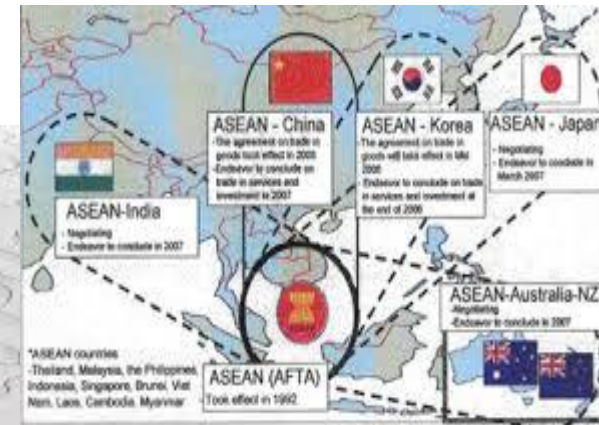 ASEAN - China
-The agreement on trade in
goods took effect in 2005
-Endeavor to conclude on
trade in services and
investment in 2007
ASEAN - Korea
-The agreement on trade in
goods will take effect in Mid
2006
- Endeavor to conclude on trade
in services and investment at
the end of 2006
ASEAN - Japan
- Negotiating
- Endeavor to conclude in
March 2007
ASEAN-India
- Negotiating
- Endeavor to conclude in 2007
ASEAN-Australia-NZ
-Negotiating
-Endeavor to conclude in 2007
*ASEAN countries
-Thailand, Malaysia, the Philippines,
Indonesia, Singapore, Brunei, Viet
Nam, Laos, Cambodia, Myanmar
ASEAN (AFTA)
-Took effect in 1992